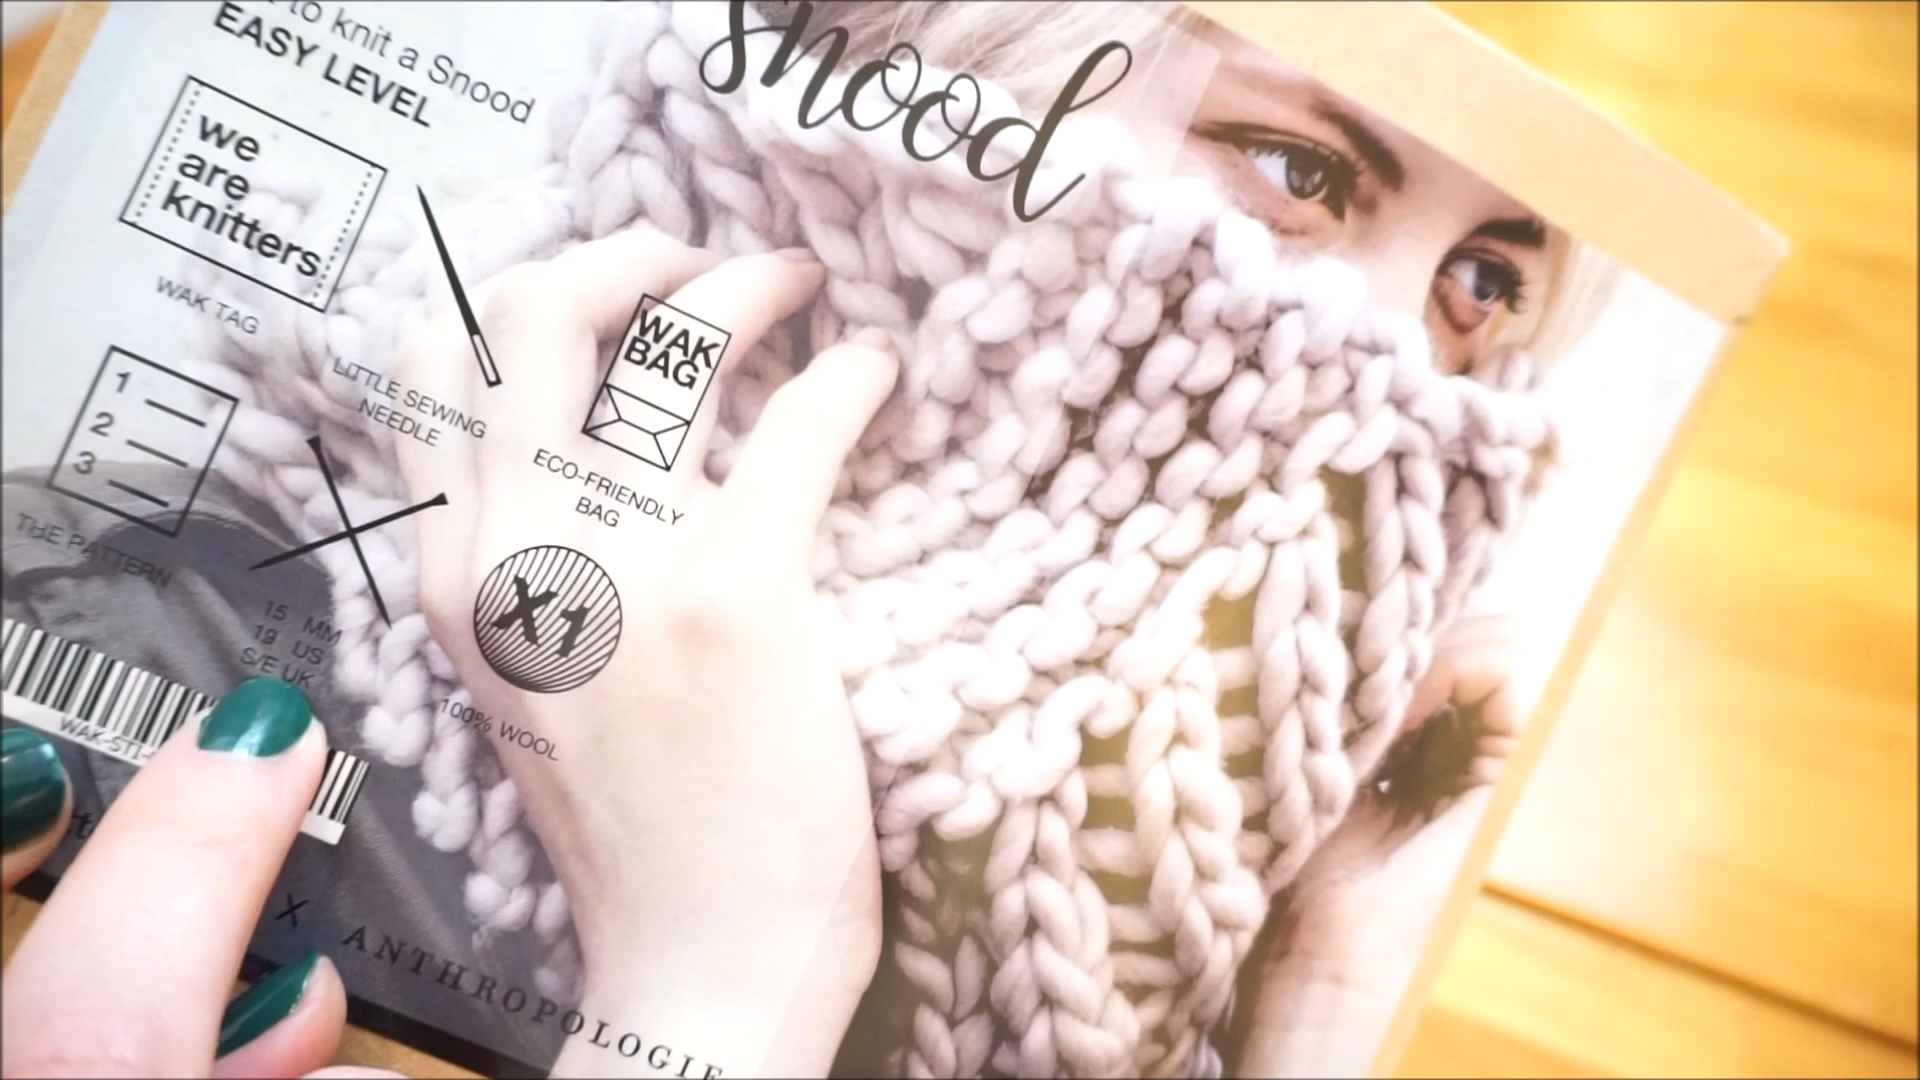 snood
to knit a Snood
EASY LEVEL
we
are
knitters
WAK TAG
LITTLE SEWING
NEEDLE
WAK
BAG
ECO-FRIENDLY
BAG
1
2
3
THE PATTERN
15 MM
19 US
S/E UK
X1
100% WOOL
X ANTHROPOLOGIE